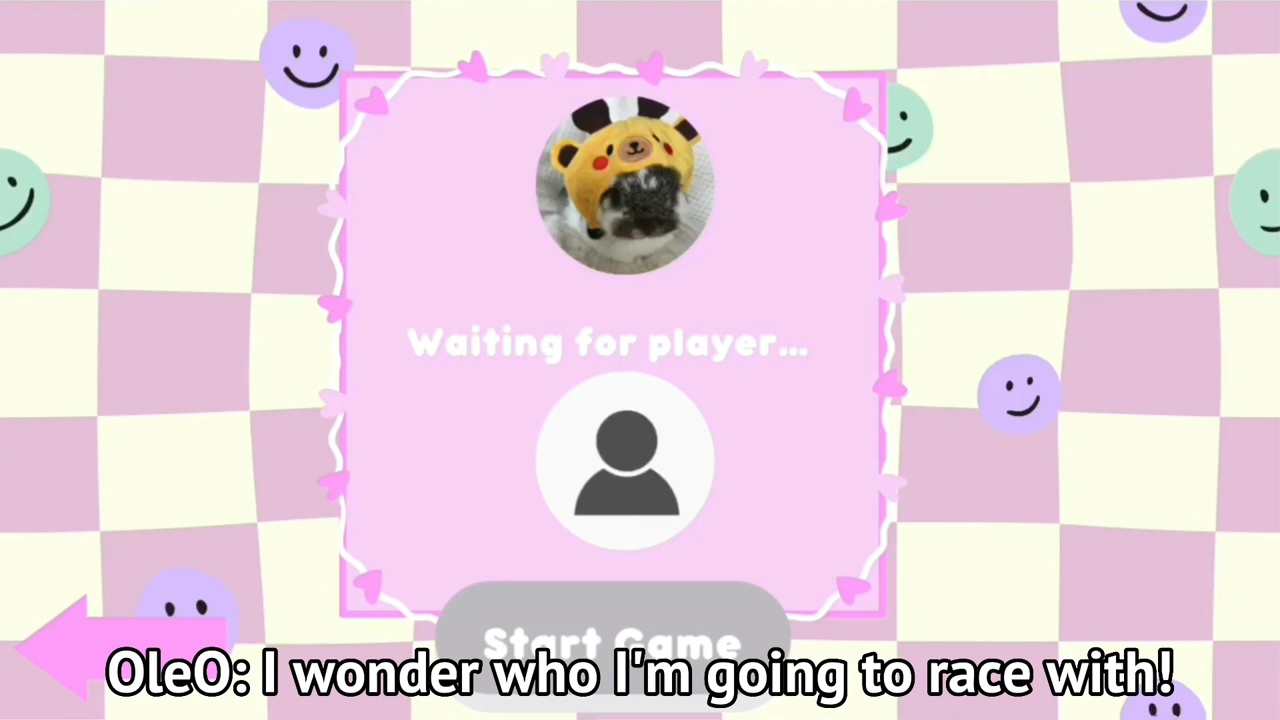 Waiting for player...
Start Game
OleO: I wonder who I'm going to race with!